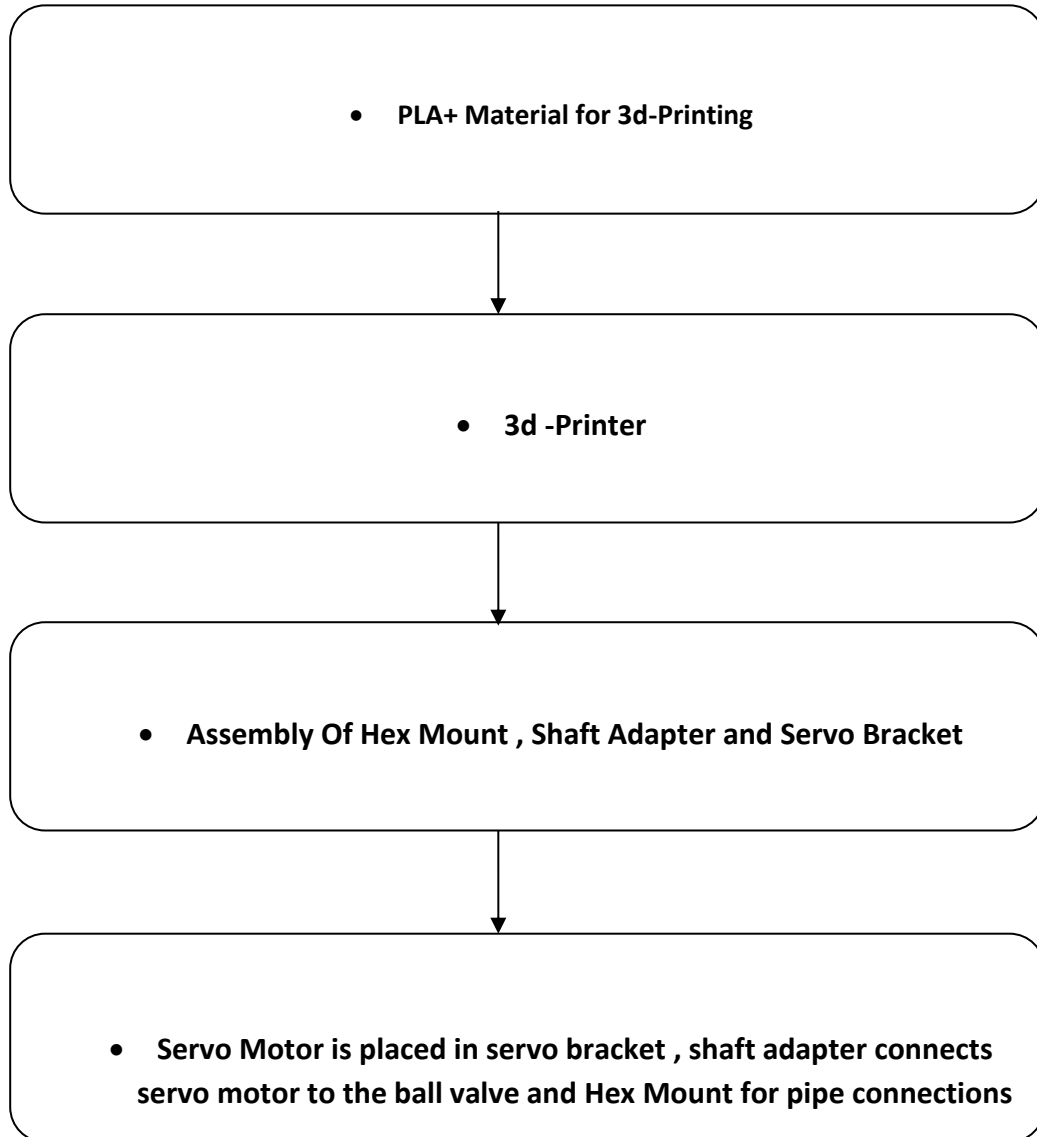 • PLA+ Material for 3d-Printing
• 3d -Printer
• Assembly Of Hex Mount , Shaft Adapter and Servo Bracket
• Servo Motor is placed in servo bracket , shaft adapter connects
servo motor to the ball valve and Hex Mount for pipe connections